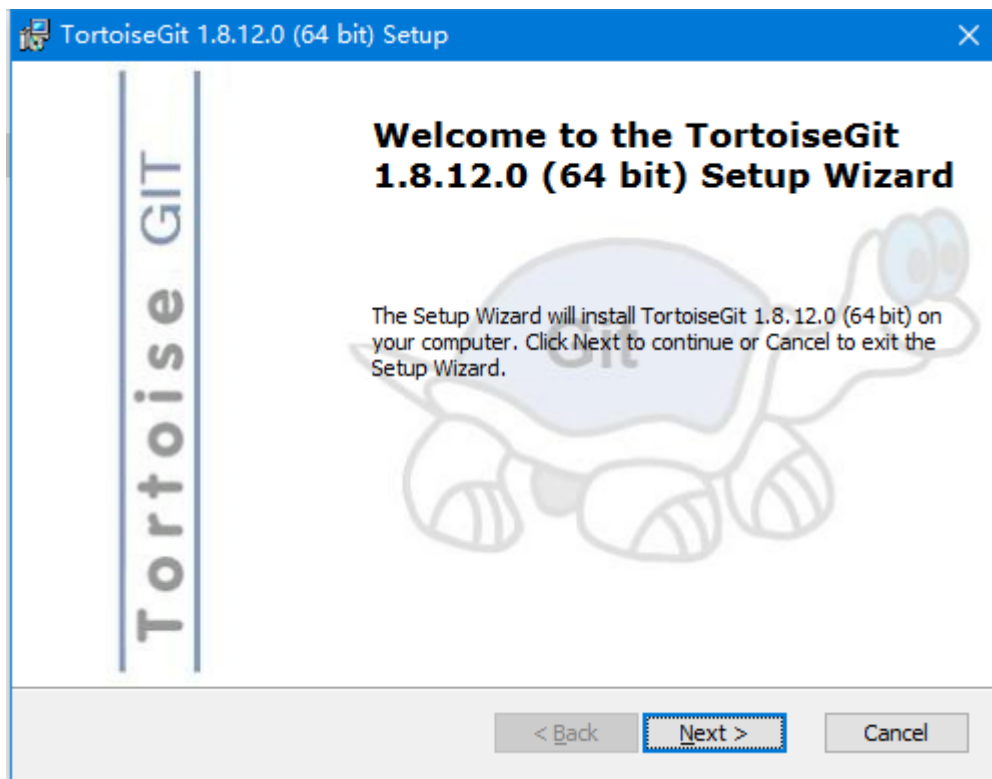 TortoiseGit 1.8.12.0 (64 bit) Setup
Tortoise GIT
Welcome to the TortoiseGit
1.8.12.0 (64 bit) Setup Wizard
The Setup Wizard will install TortoiseGit 1.8.12.0 (64 bit) on
your computer. Click Next to continue or Cancel to exit the
Setup Wizard.
Git
< Back
Next >
Cancel